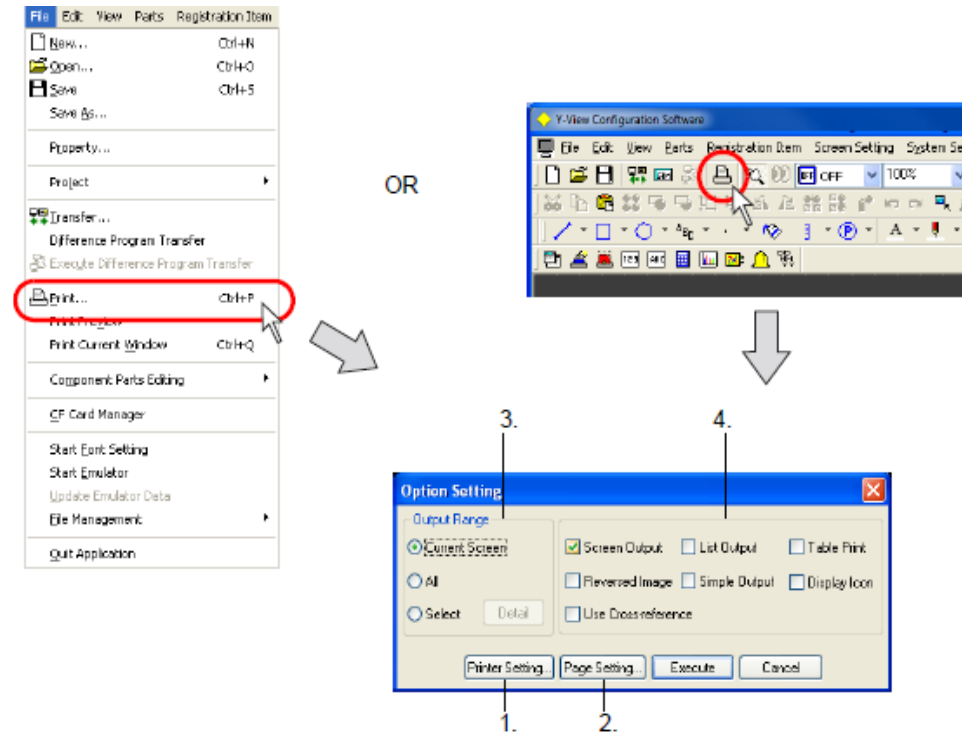 File Edit View Parts Registration Item
New... Ctrl+N
Open... Ctrl+O
Save Ctrl+S
Save As...
Property...
Project
Transfer...
Difference Program Transfer
Execute Difference Program Transfer
Print... Ctrl+P
Print Preview
Print Current Window Ctrl+Q
Component Parts Editing
CF Card Manager
Start Font Setting
Start Emulator
Update Emulator Data
File Management
Quit Application
OR
Y-View Configuration Software
File Edit View Parts Registration Item Screen Setting System Se
OFF 100%
3. 4.
Option Setting
Output Range
Current Screen
All
Select Detail
Screen Output List Output Table Print
Reversed Image Simple Output Display Icon
Use Cross-reference
Printer Setting... Page Setting... Execute Cancel
1. 2.